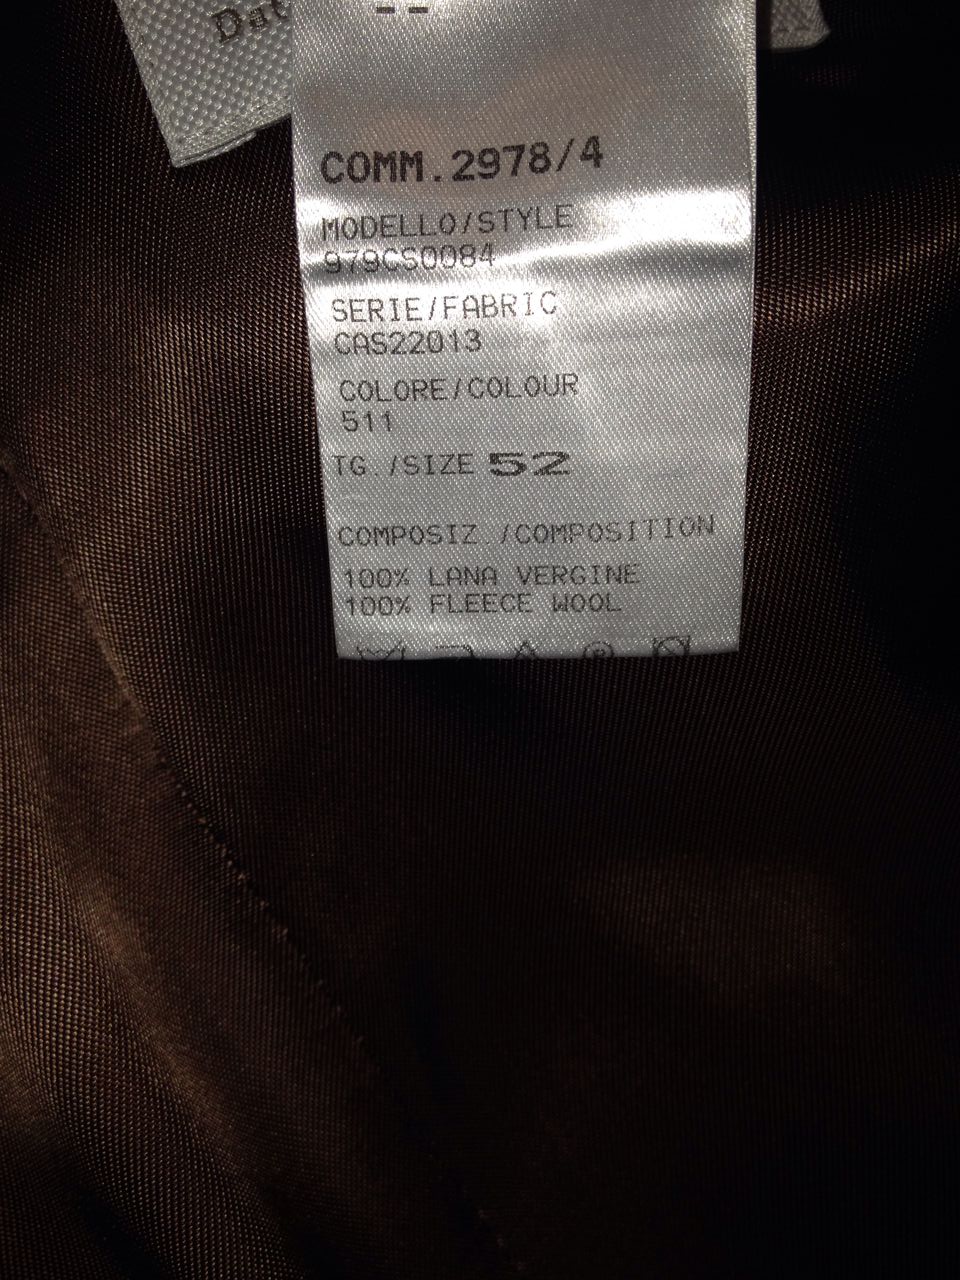 Dat
COMM.2978/4
MODELLO/STYLE
979CS0084
SERIE/FABRIC
CAS22013
COLORE/COLOUR
511
TG./SIZE 52
COMPOSIZ./COMPOSITION
100% LANA VERGINE
100% FLEECE WOOL